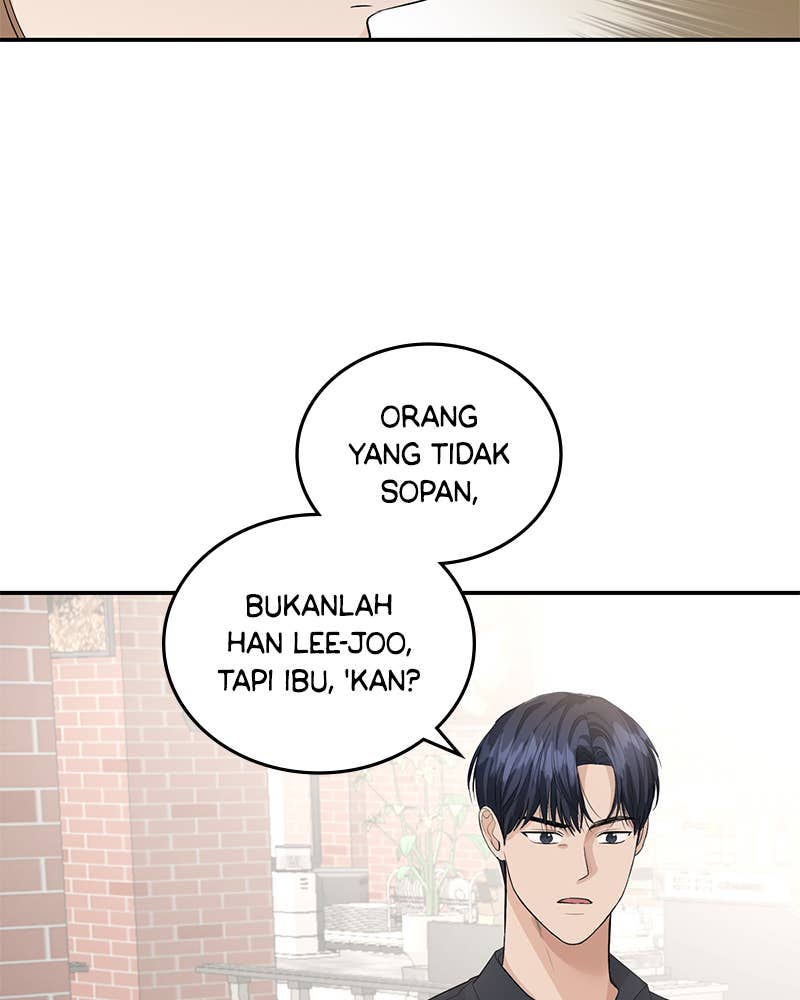 ORANG
YANG TIDAK
SOPAN,
BUKANLAH
HAN LEE-JOO,
TAPI IBU, 'KAN?